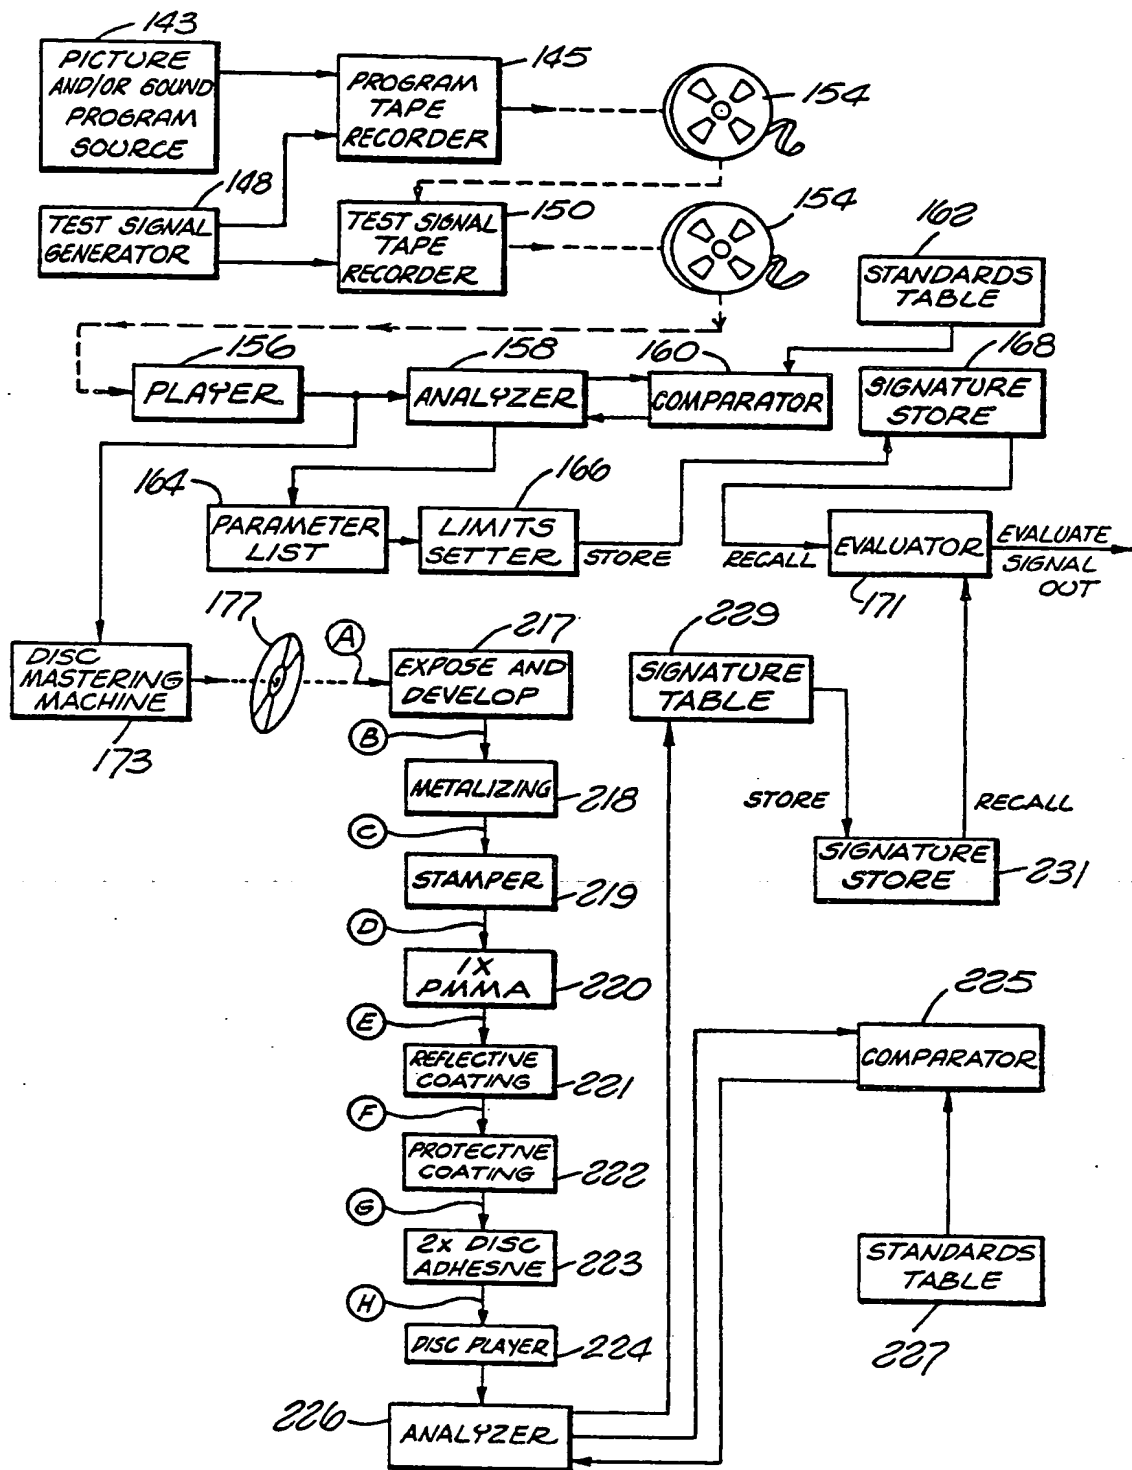 143
PICTURE
AND/OR SOUND
PROGRAM
SOURCE
145
PROGRAM
TAPE
RECORDER
154
148
TEST SIGNAL
GENERATOR
150
TEST SIGNAL
TAPE
RECORDER
154
162
STANDARDS
TABLE
156
PLAYER
158
ANALYZER
160
COMPARATOR
168
SIGNATURE
STORE
164
PARAMETER
LIST
166
LIMITS
SETTER
STORE
RECALL
EVALUATOR
171
EVALUATE
SIGNAL
OUT
177
A
DISC
MASTERING
MACHINE
173
217
EXPOSE AND
DEVELOP
229
SIGNATURE
TABLE
B
METALIZING
218
STORE
RECALL
C
STAMPER
219
SIGNATURE
STORE
231
D
1X
PMMA
220
225
COMPARATOR
E
REFLECTIVE
COATING
221
F
PROTECTIVE
COATING
222
G
2X DISC
ADHESIVE
223
STANDARDS
TABLE
227
H
DISC PLAYER
224
226
ANALYZER